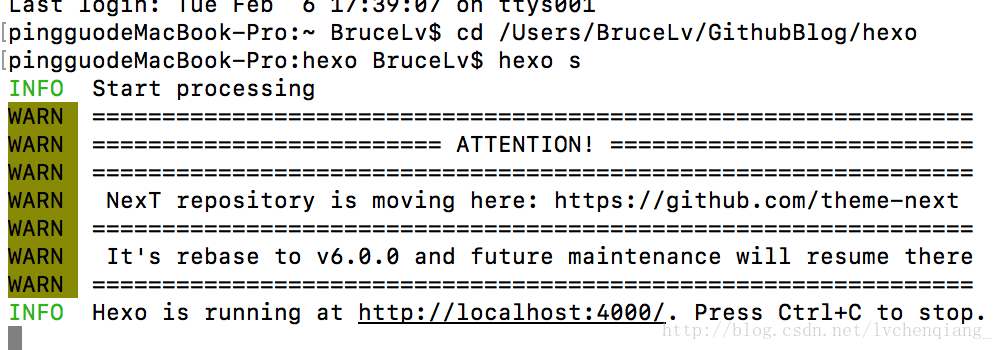 Last login: Tue Feb  6 17:39:07 on ttys001
[pingguodeMacBook-Pro:~ BruceLv$ cd /Users/BruceLv/GithubBlog/hexo
[pingguodeMacBook-Pro:hexo BruceLv$ hexo s
INFO  Start processing
WARN  ===============================================================
WARN  ========================= ATTENTION! ==========================
WARN  ===============================================================
WARN   NexT repository is moving here: https://github.com/theme-next
WARN  ===============================================================
WARN   It's rebase to v6.0.0 and future maintenance will resume there
WARN  ===============================================================
INFO  Hexo is running at http://localhost:4000/. Press Ctrl+C to stop.
http://blog.csdn.net/lvchenqiang_